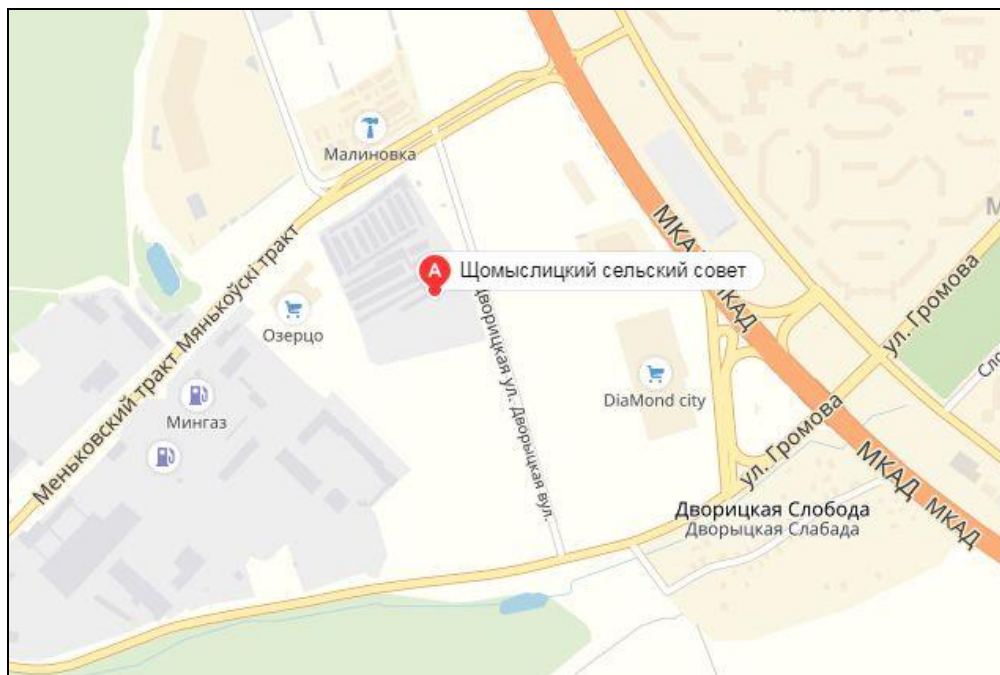 Малиновка
МКАД
МКАД
А
Щомыслицкий сельский совет
ул. Громова
Меньковский тракт Мянькоўскі тракт
Озерцо
Дворицкая ул. Дворыцкая вул.
DiaMond city
Мингаз
ул. Громова
МКАД МКАД
Дворицкая Слобода
Дворыцкая Слабада